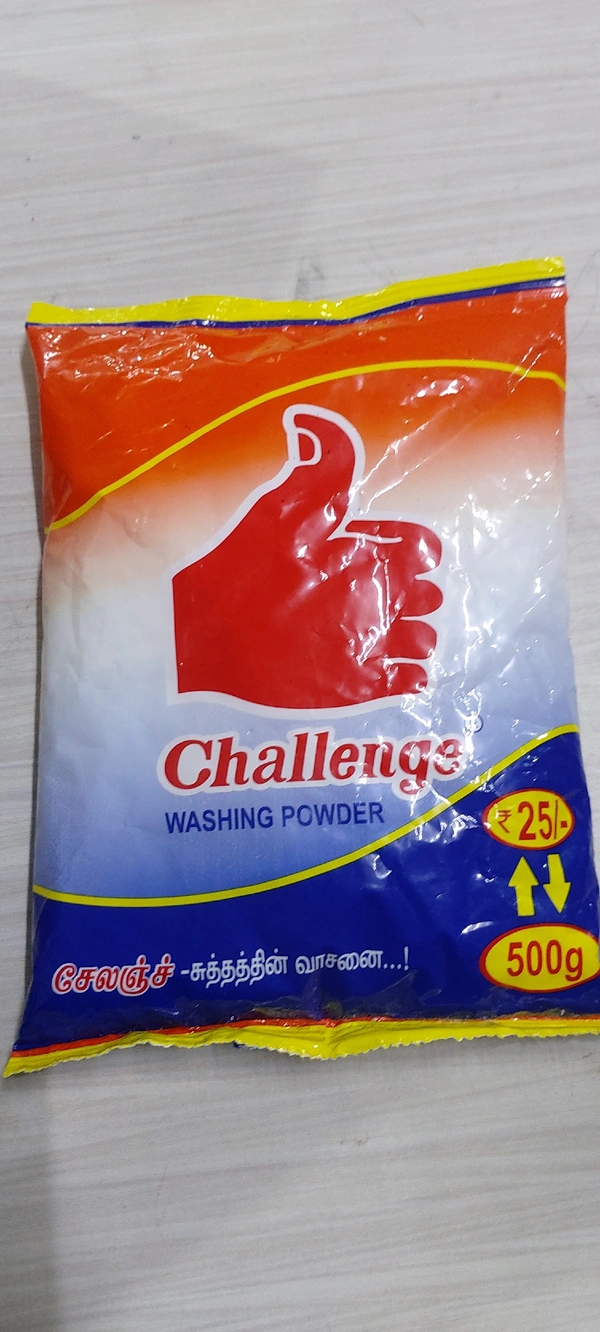 Challenge®
WASHING POWDER
₹ 25/-
500g
சேலஞ்ச் -சுத்தத்தின் வாசனை...!